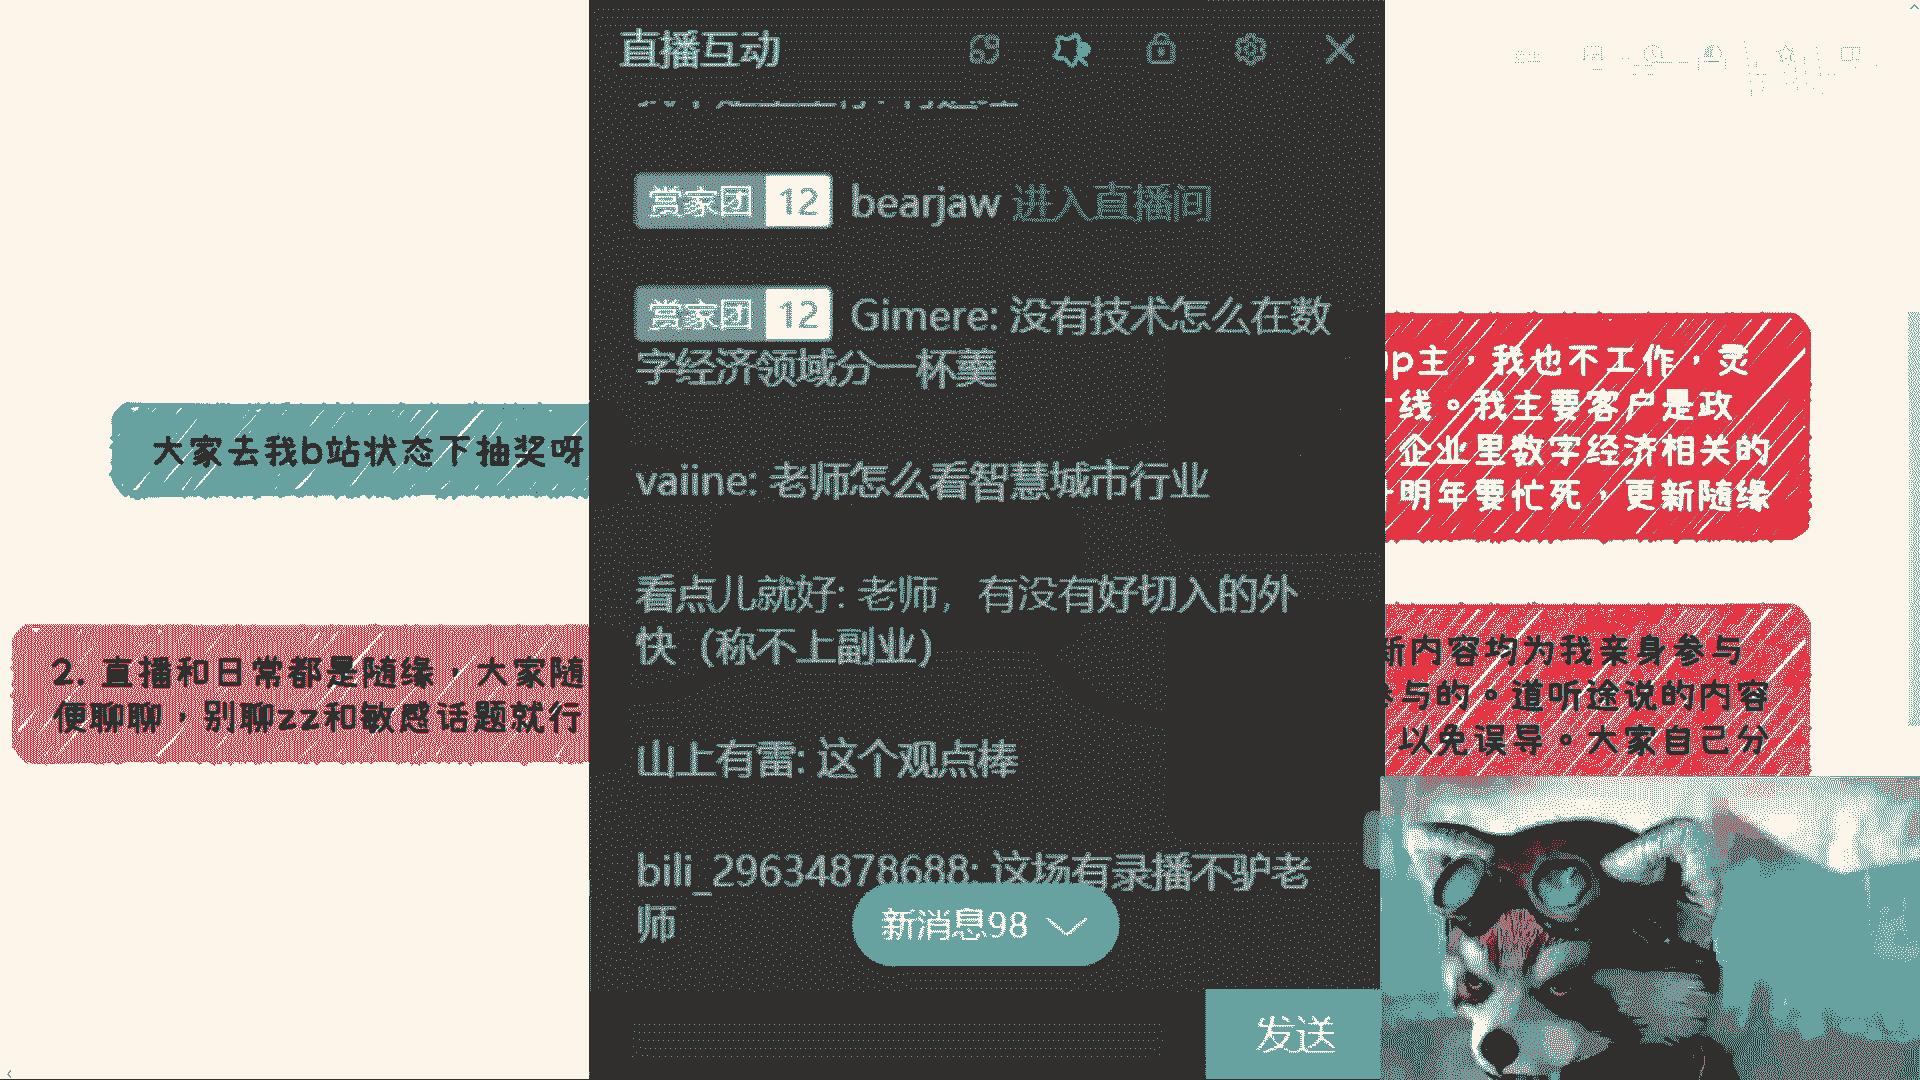 直播互动
赏家团 12 bearjaw 进入直播间
赏家团 12 Gimere: 没有技术怎么在数
字经济领域分一杯羹
vaiine: 老师怎么看智慧城市行业
看点儿就好: 老师，有没有好切入的外
快（称不上副业）
山上有雷: 这个观点棒
bili_29634878688: 这场有录播不驴老
师
新消息98
发送
大家去我b站状态下抽奖呀
2. 直播和日常都是随缘，大家随
便聊聊，别聊zz和敏感话题就行
up主，我也不工作，灵
线。我主要客户是政
企业里数字经济相关的
明年要忙死，更新随缘
新内容均为我亲身参与
参与的。道听途说的内容
以免误导。大家自己分